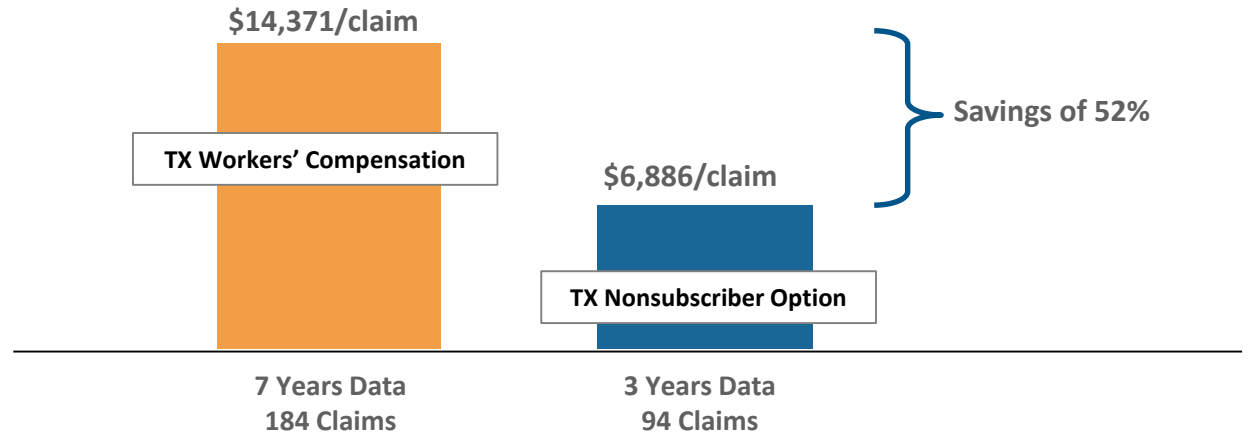 $14,371/claim
TX Workers’ Compensation
Savings of 52%
$6,886/claim
TX Nonsubscriber Option
7 Years Data
184 Claims
3 Years Data
94 Claims